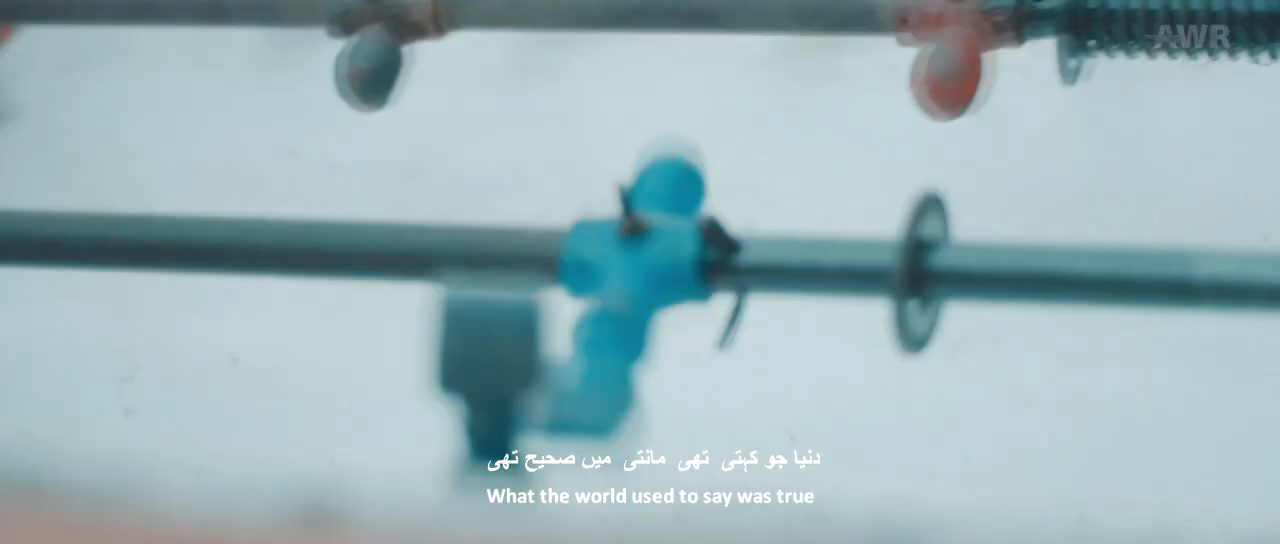 AWR
دنیا جو کہتی تھی مانتی میں صحیح تھی
What the world used to say was true